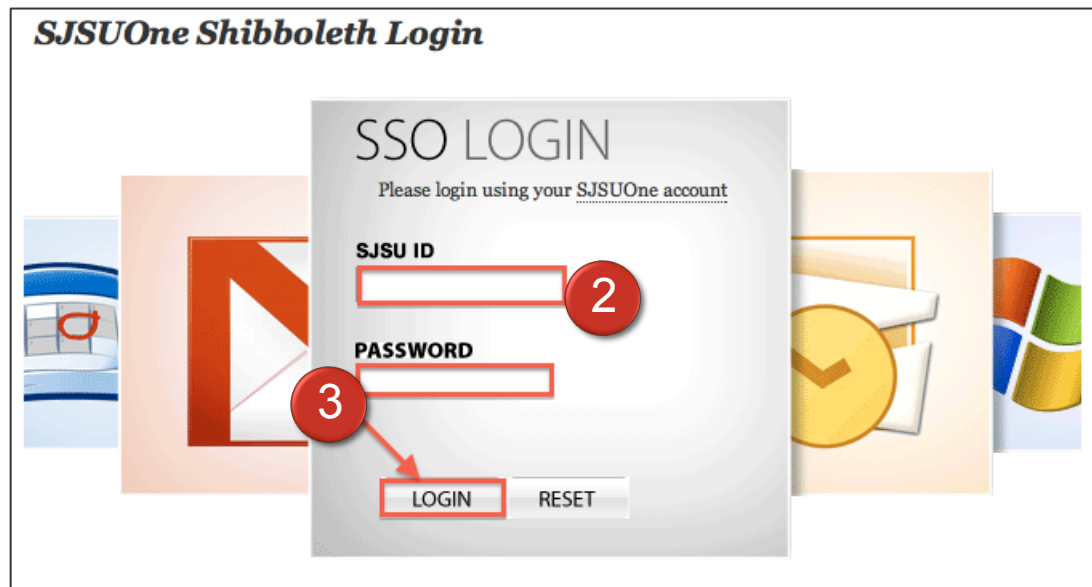 SJSUOne Shibboleth Login
SSO LOGIN
Please login using your SJSUOne account
SJSU ID
2
PASSWORD
3
LOGIN RESET